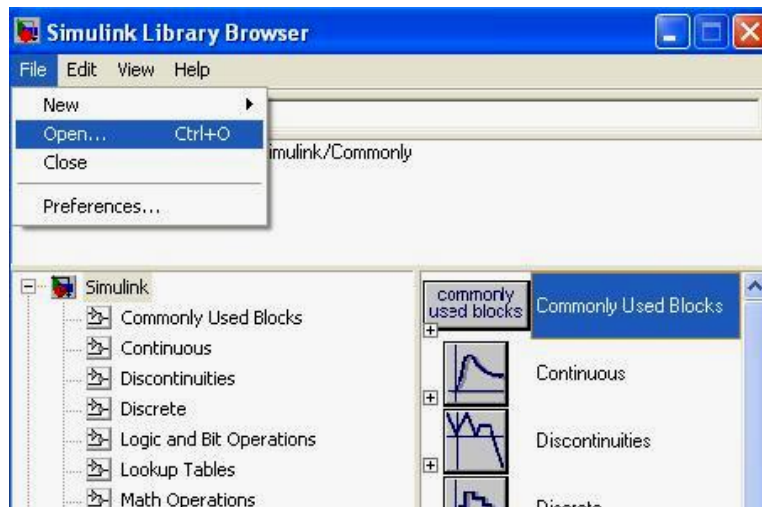 Simulink Library Browser
File Edit View Help
New
Open... Ctrl+O
Close
Preferences...
imulink/Commonly
Simulink
Commonly Used Blocks
Continuous
Discontinuities
Discrete
Logic and Bit Operations
Lookup Tables
Math Operations
commonly
used blocks
Commonly Used Blocks
Continuous
Discontinuities
Discrete